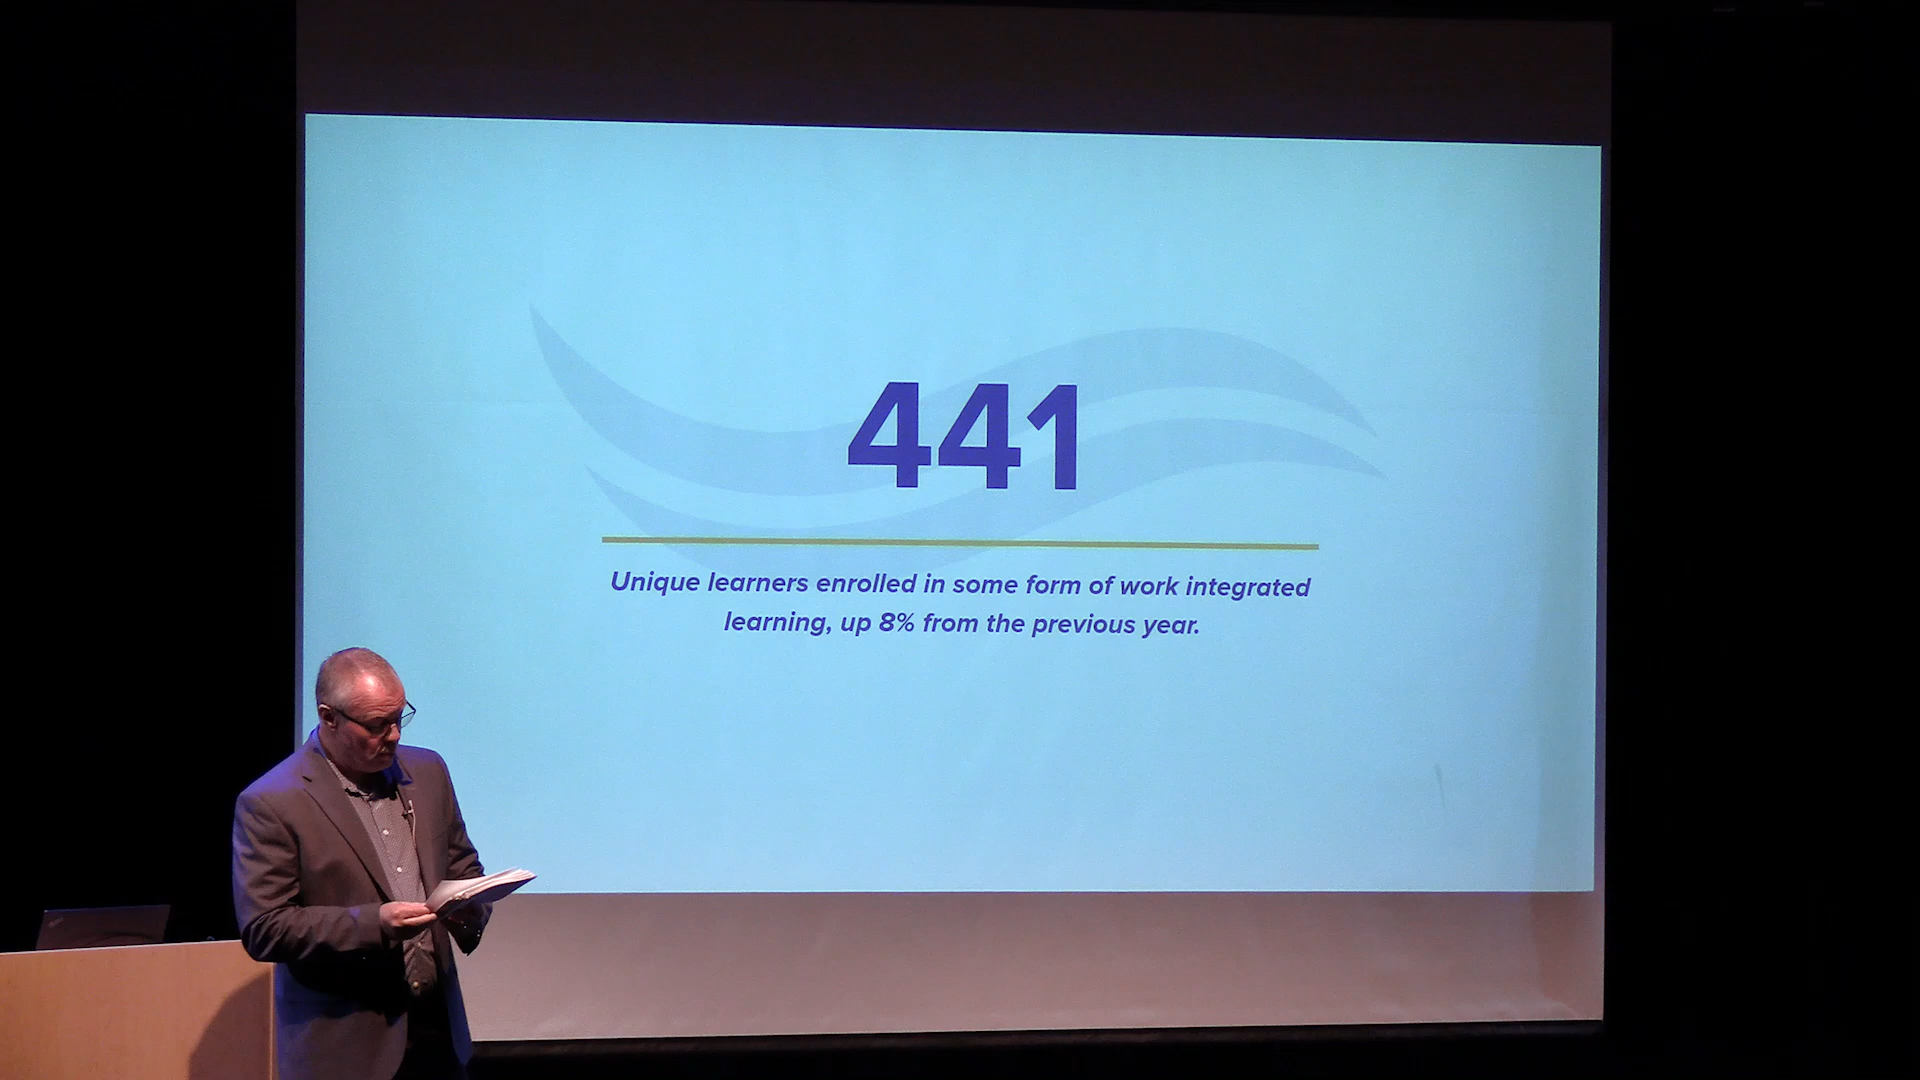 441
Unique learners enrolled in some form of work integrated
learning, up 8% from the previous year.